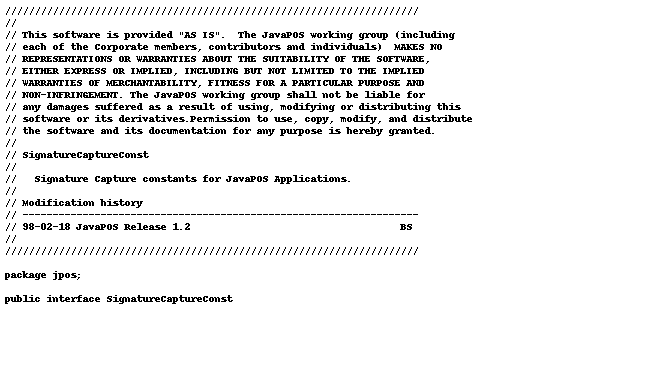 /////////////////////////////////////////////////////////////////////
//
// This software is provided "AS IS".  The JavaPOS working group (including
// each of the Corporate members, contributors and individuals)  MAKES NO
// REPRESENTATIONS OR WARRANTIES ABOUT THE SUITABILITY OF THE SOFTWARE,
// EITHER EXPRESS OR IMPLIED, INCLUDING BUT NOT LIMITED TO THE IMPLIED
// WARRANTIES OF MERCHANTABILITY, FITNESS FOR A PARTICULAR PURPOSE AND
// NON-INFRINGEMENT. The JavaPOS working group shall not be liable for
// any damages suffered as a result of using, modifying or distributing this
// software or its derivatives.Permission to use, copy, modify, and distribute
// the software and its documentation for any purpose is hereby granted.
//
// SignatureCaptureConst
//
//   Signature Capture constants for JavaPOS Applications.
//
// Modification history
// ------------------------------------------------------------------
// 98-02-18 JavaPOS Release 1.2                                   BS
//
/////////////////////////////////////////////////////////////////////
package jpos;
public interface SignatureCaptureConst